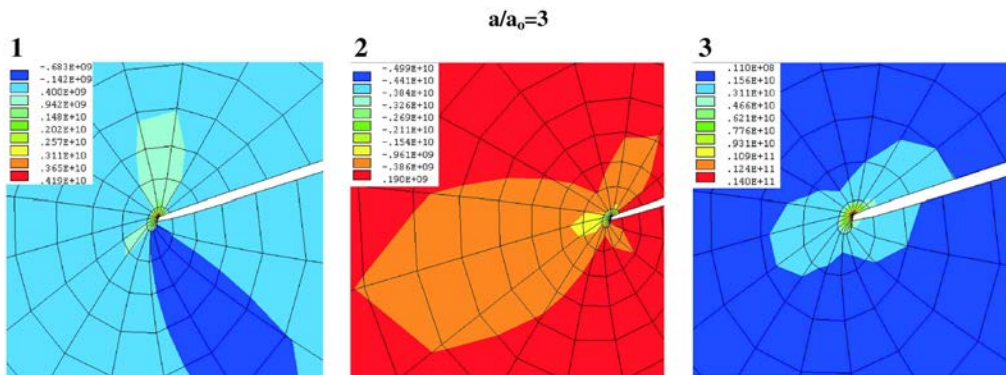 a/aₒ=3
1
-.683E+09
-.142E+09
.400E+09
.942E+09
.148E+10
.202E+10
.257E+10
.311E+10
.365E+10
.419E+10
2
-.499E+10
-.441E+10
-.384E+10
-.326E+10
-.269E+10
-.211E+10
-.154E+10
-.961E+09
-.386E+09
.190E+09
3
.110E+08
.156E+10
.311E+10
.466E+10
.621E+10
.776E+10
.931E+10
.109E+11
.124E+11
.140E+11